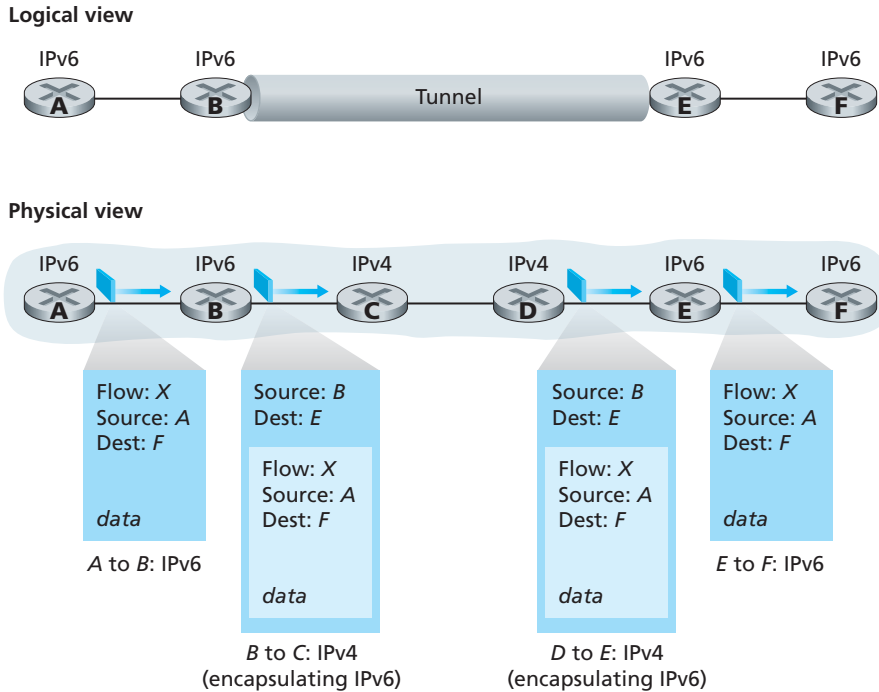 Logical view
IPv6 IPv6 IPv6 IPv6
A B Tunnel E F
Physical view
IPv6 IPv6 IPv4 IPv4 IPv6 IPv6
A B C D E F
Flow: X
Source: A
Dest: F
data
A to B: IPv6
Source: B
Dest: E
Flow: X
Source: A
Dest: F
data
B to C: IPv4
(encapsulating IPv6)
Source: B
Dest: E
Flow: X
Source: A
Dest: F
data
D to E: IPv4
(encapsulating IPv6)
Flow: X
Source: A
Dest: F
data
E to F: IPv6